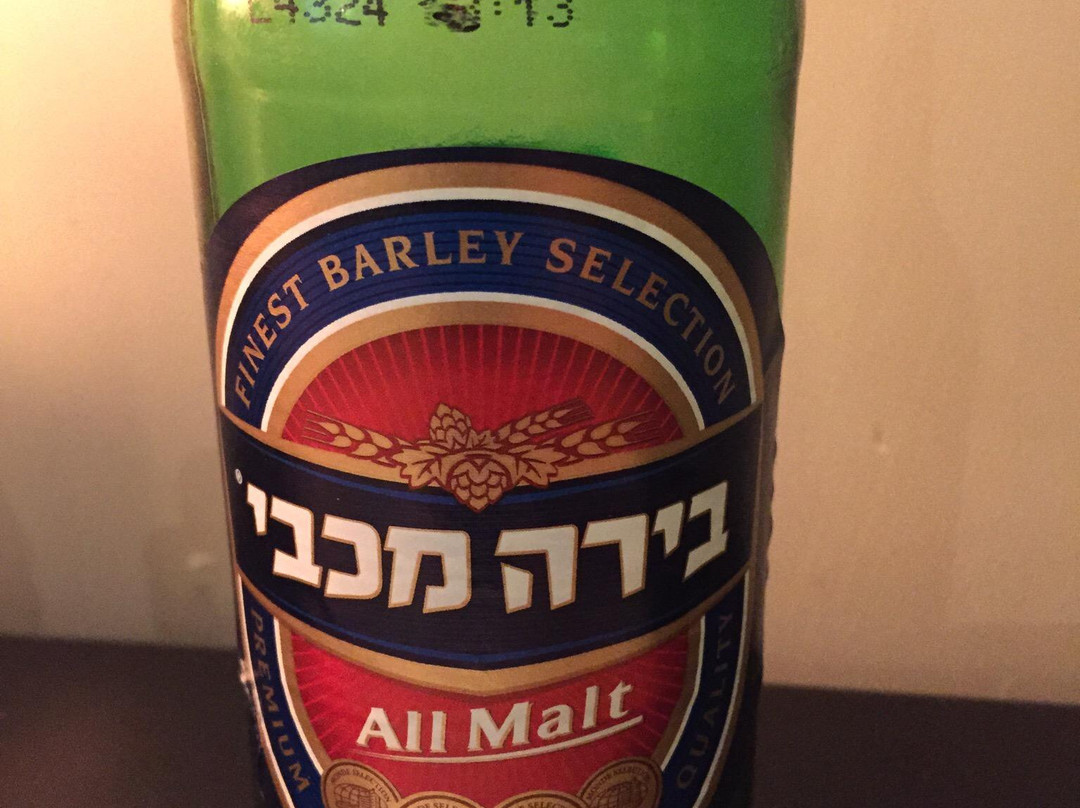 FINEST BARLEY SELECTION
בירה מכבי
PREMIUM
QUALITY
All Malt